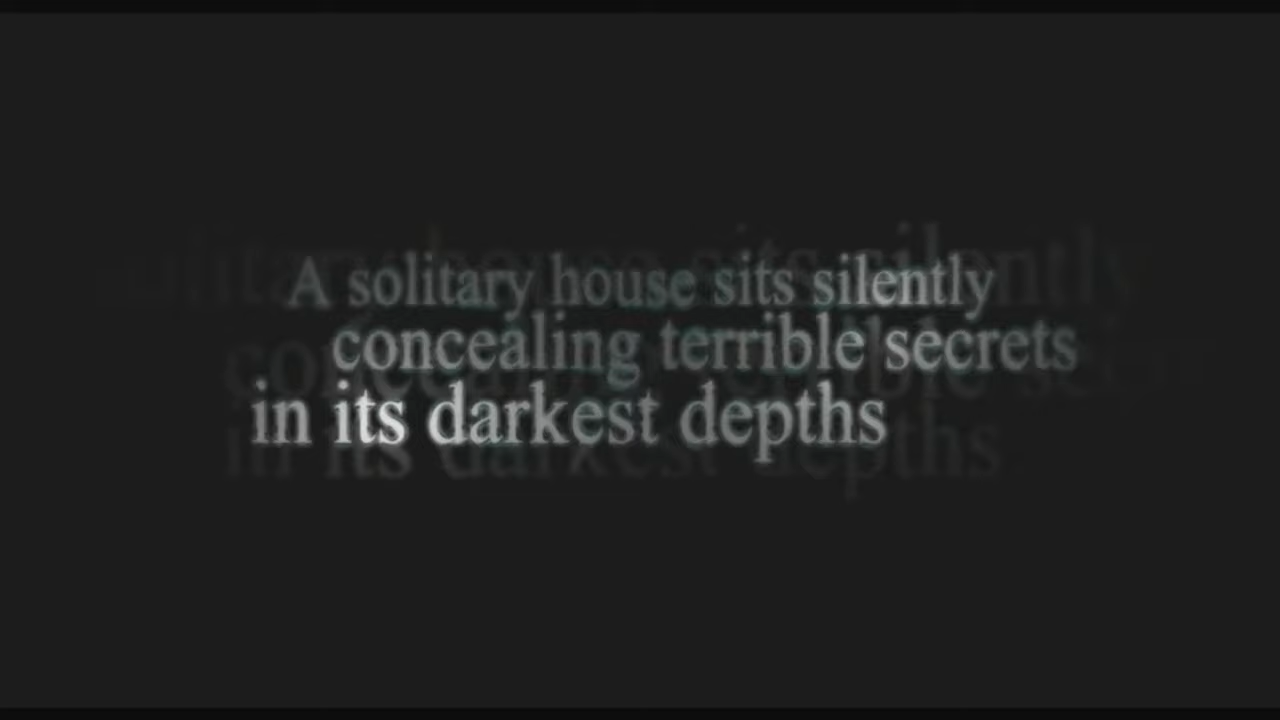 A solitary house sits silently
concealing terrible secrets
in its darkest depths